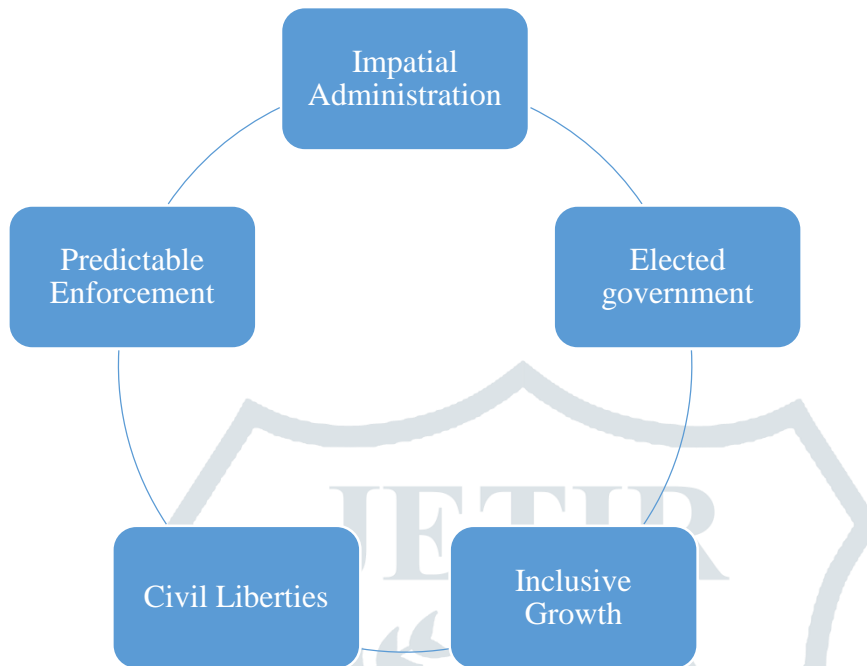 Impatial
Administration
Predictable
Enforcement
Elected
government
JETIR
Civil Liberties
Inclusive
Growth